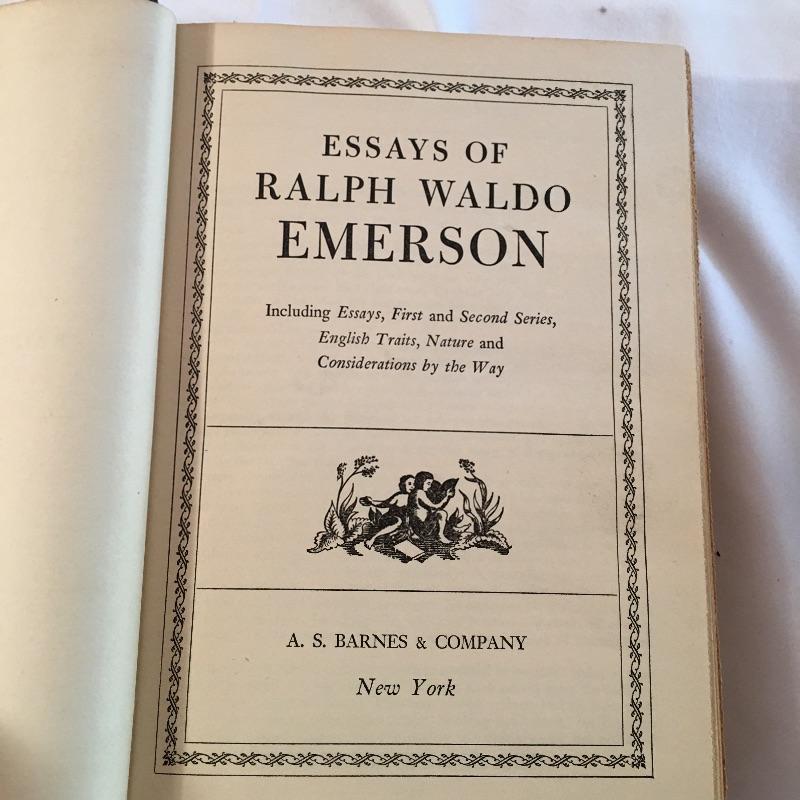 ESSAYS OF
RALPH WALDO
EMERSON
Including Essays, First and Second Series,
English Traits, Nature and
Considerations by the Way
A. S. BARNES & COMPANY
New York